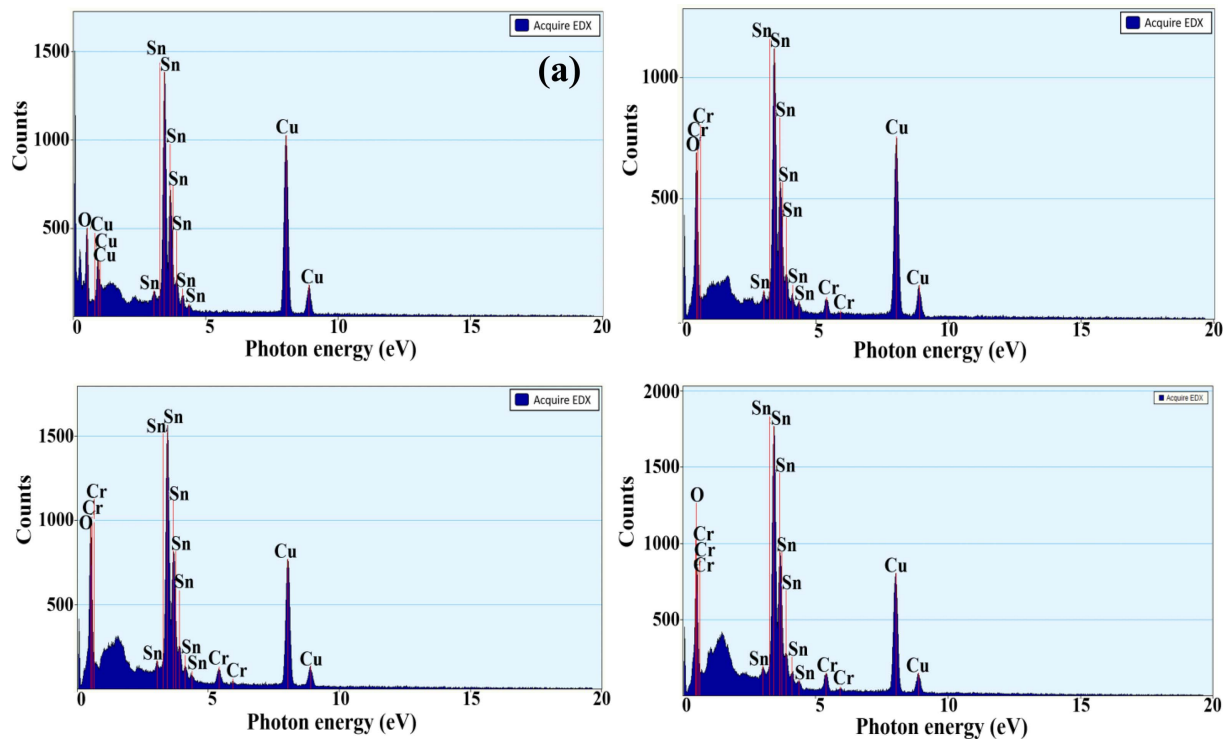 Acquire EDX
(a)
1500
1000
500
Counts
Sn
Sn
Sn
Sn
Sn
Sn
Sn
Sn
O
Cu
Cu
Cu
Cu
Cu
0 5 10 15 20
Photon energy (eV)
Acquire EDX
1000
500
Counts
Sn
Sn
Sn
Sn
Sn
Sn
Sn
Sn
Cr
Cr
O
Cr
Cr
Cu
Cu
0 5 10 15 20
Photon energy (eV)
Acquire EDX
1500
1000
500
Counts
Sn
Sn
Sn
Sn
Sn
Sn
Sn
Sn
Cr
Cr
O
Cr
Cr
Cu
Cu
0 5 10 15 20
Photon energy (eV)
Acquire EDX
2000
1500
1000
500
Counts
Sn
Sn
Sn
Sn
Sn
Sn
Sn
O
Cr
Cr
Cr
Cr
Cr
Cu
Cu
0 5 10 15 20
Photon energy (eV)